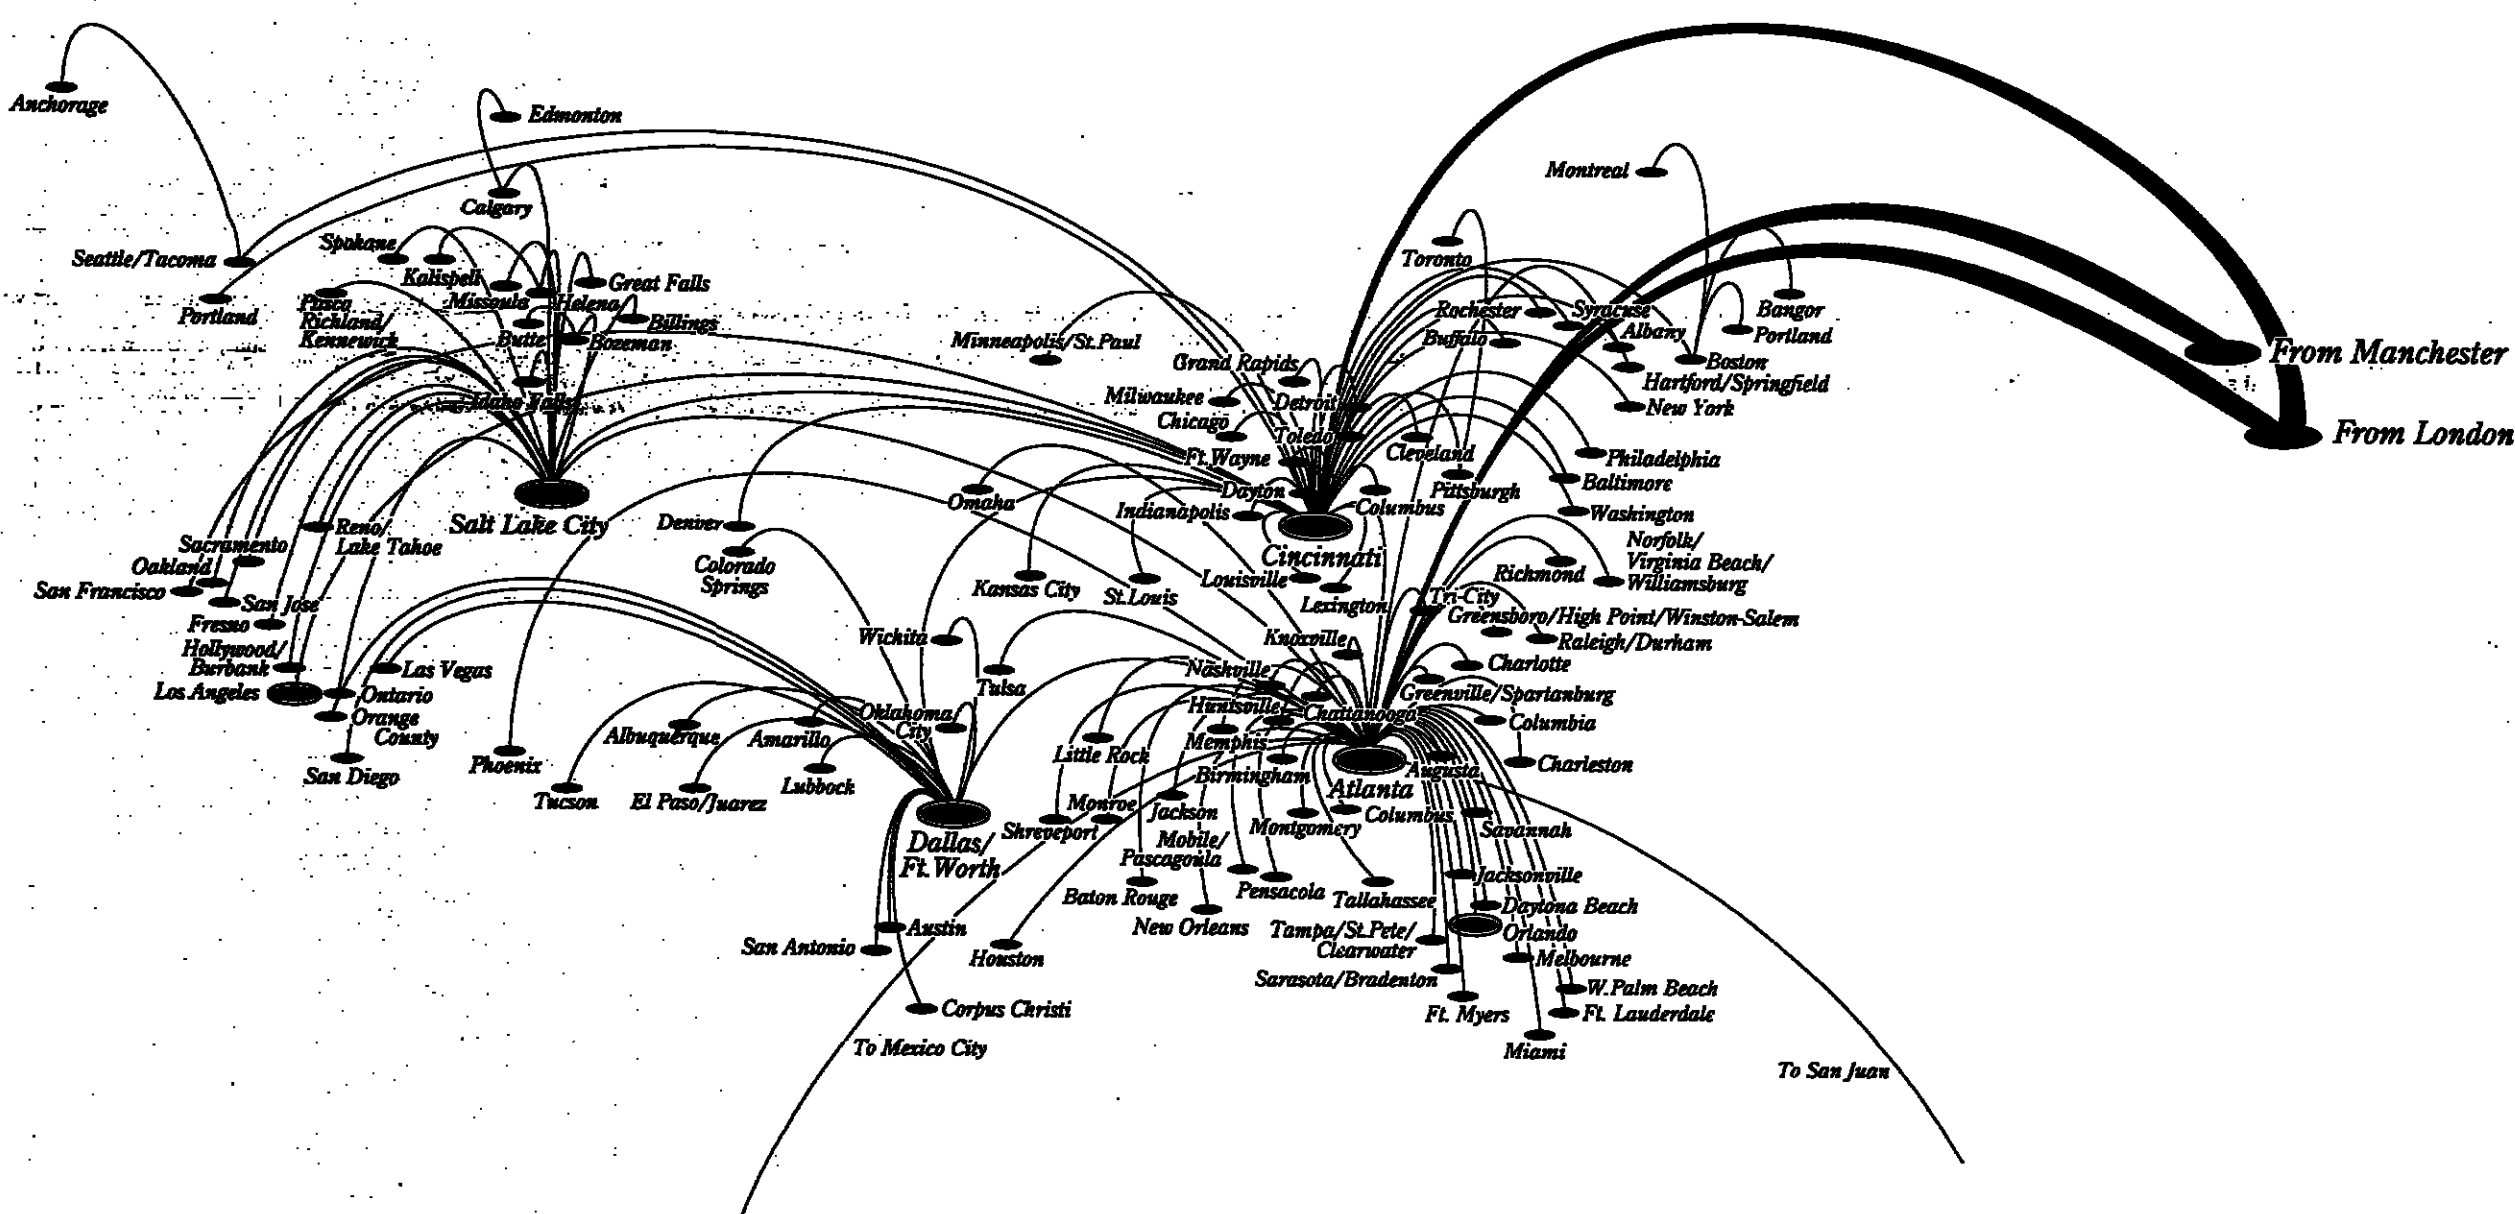 Anchorage
Edmonton
Montreal
Calgary
Seattle/Tacoma
Spokane
Kalispell
Missoula
Helena
Great Falls
Toronto
Portland
Pasco
Richland/
Kennewick
Butte
Bozeman
Billings
Minneapolis/St.Paul
Rochester
Syracuse
Buffalo
Albany
Bangor
Portland
Boston
Hartford/Springfield
New York
From Manchester
From London
Idaho Falls
Grand Rapids
Milwaukee
Detroit
Chicago
Toledo
Ft.Wayne
Cleveland
Philadelphia
Dayton
Pittsburgh
Baltimore
Indianapolis
Columbus
Washington
Salt Lake City
Denver
Omaha
Cincinnati
Reno/
Lake Tahoe
Sacramento
Oakland
San Francisco
San Jose
Fresno
Hollywood/
Burbank
Los Angeles
Las Vegas
Ontario
Orange
County
San Diego
Phoenix
Colorado
Springs
Kansas City
St.Louis
Louisville
Lexington
Richmond
Norfolk/
Virginia Beach/
Williamsburg
Tri-City
Greensboro/High Point/Winston-Salem
Raleigh/Durham
Wichita
Tulsa
Knoxville
Nashville
Charlotte
Greenville/Spartanburg
Huntsville
Chattanooga
Columbia
Albuquerque
Amarillo
Oklahoma
City
Little Rock
Memphis
Tucson
El Paso/Juarez
Lubbock
Birmingham
Atlanta
Augusta
Charleston
Dallas/
Ft.Worth
Shreveport
Monroe
Jackson
Montgomery
Columbus
Savannah
Mobile/
Pascagoula
Baton Rouge
New Orleans
Pensacola
Tallahassee
Jacksonville
Daytona Beach
Orlando
Austin
San Antonio
Houston
Tampa/St.Pete/
Clearwater
Melbourne
Sarasota/Bradenton
W.Palm Beach
Ft. Myers
Ft. Lauderdale
Corpus Christi
Miami
To Mexico City
To San Juan